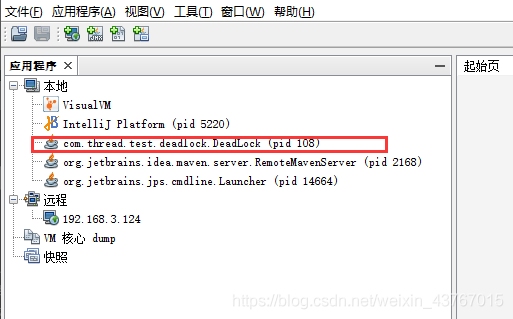 文件(F) 应用程序(A) 视图(V) 工具(T) 窗口(W) 帮助(H)
应用程序 × 起始页
本地
VisualVM
IntelliJ Platform (pid 5220)
com.thread.test.deadlock.DeadLock (pid 108)
org.jetbrains.idea.maven.server.RemoteMavenServer (pid 2168)
org.jetbrains.jps.cmdline.Launcher (pid 14664)
远程
192.168.3.124
VM 核心 dump
快照
https://blog.csdn.net/weixin_43767015